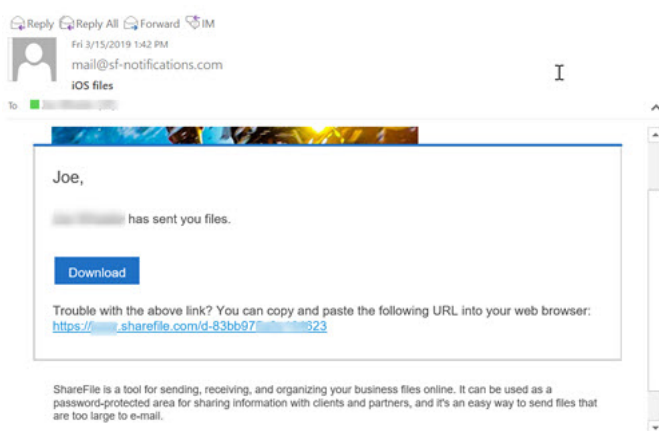 Reply Reply All Forward IM
Fri 3/15/2019 1:42 PM
mail@sf-notifications.com
iOS files
To
Joe,
has sent you files.
Download
Trouble with the above link? You can copy and paste the following URL into your web browser:
https:// .sharefile.com/d-83bb97 623
ShareFile is a tool for sending, receiving, and organizing your business files online. It can be used as a
password-protected area for sharing information with clients and partners, and it's an easy way to send files that
are too large to e-mail.